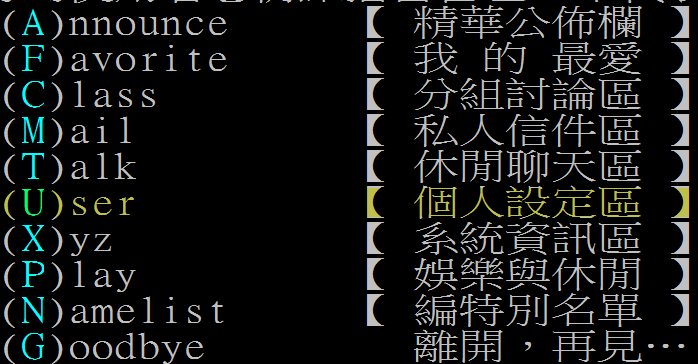 (A)nnounce 【 精華公佈欄 】
(F)avorite 【 我 的 最愛 】
(C)lass 【 分組討論區 】
(M)ail 【 私人信件區 】
(T)alk 【 休閒聊天區 】
(U)ser 【 個人設定區 】
(X)yz 【 系統資訊區 】
(P)lay 【 娛樂與休閒 】
(N)amelist 【 編特別名單 】
(G)oodbye 離開，再見…